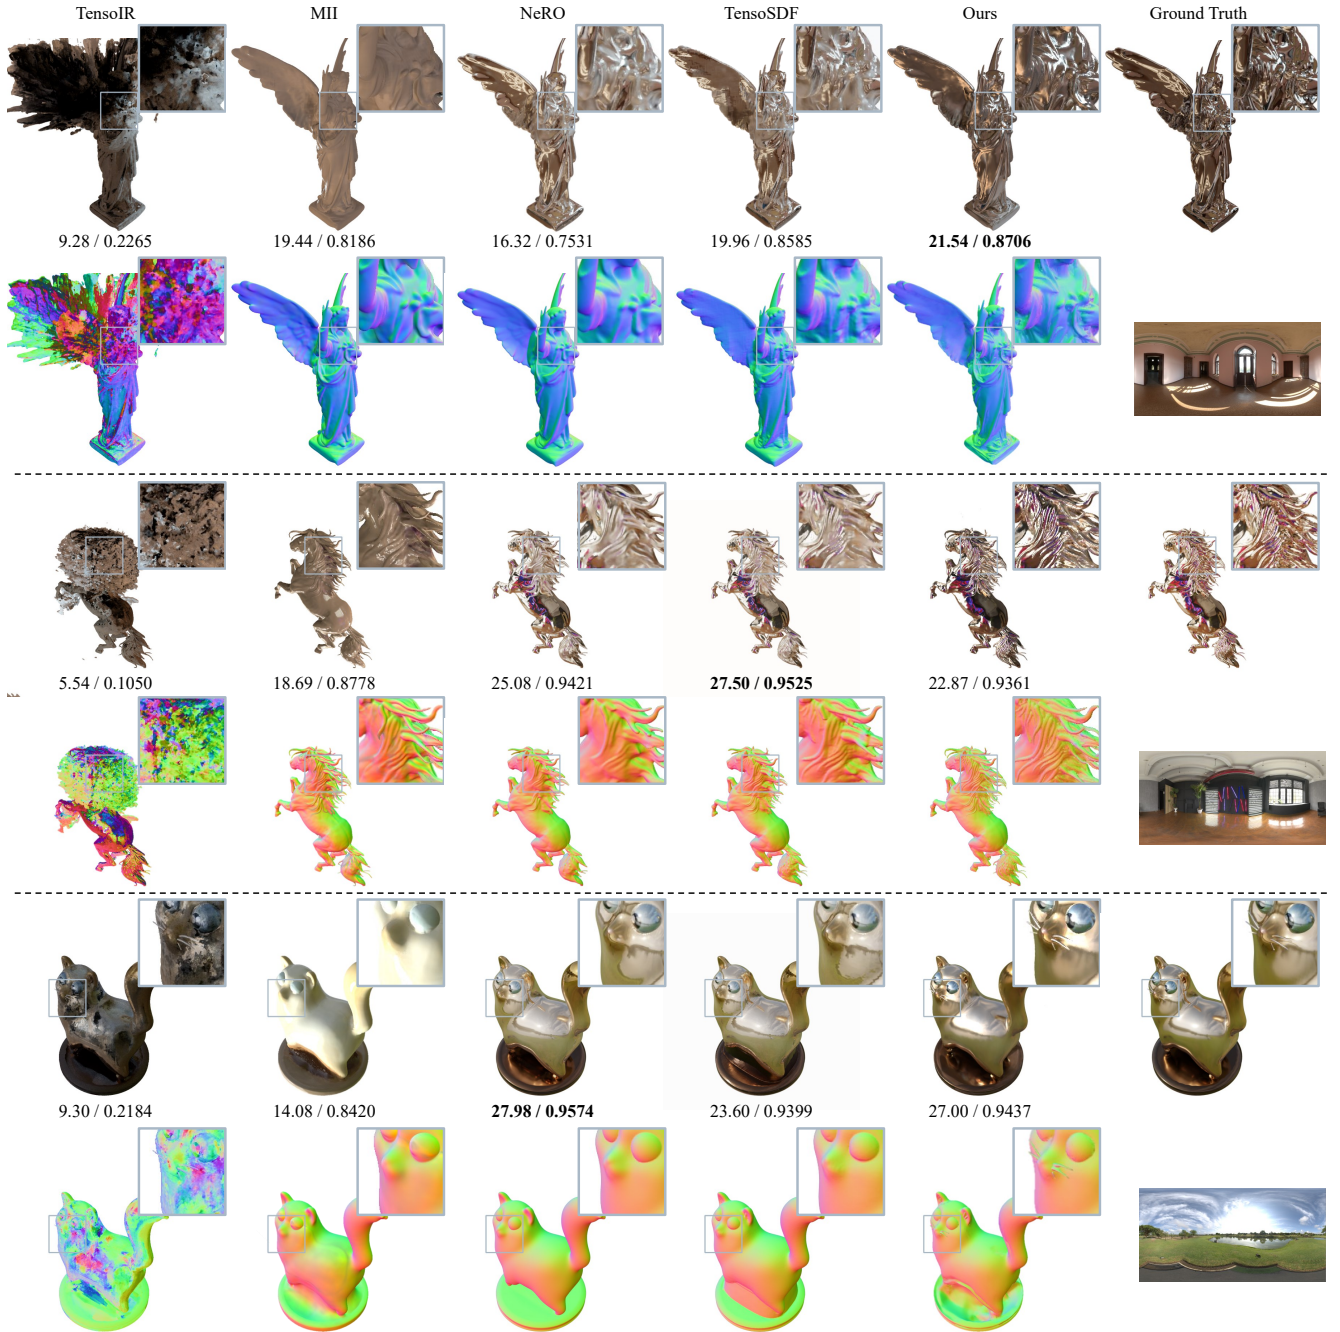 TensoIR MII NeRO TensoSDF Ours Ground Truth
9.28 / 0.2265 19.44 / 0.8186 16.32 / 0.7531 19.96 / 0.8585 21.54 / 0.8706
5.54 / 0.1050 18.69 / 0.8778 25.08 / 0.9421 27.50 / 0.9525 22.87 / 0.9361
9.30 / 0.2184 14.08 / 0.8420 27.98 / 0.9574 23.60 / 0.9399 27.00 / 0.9437